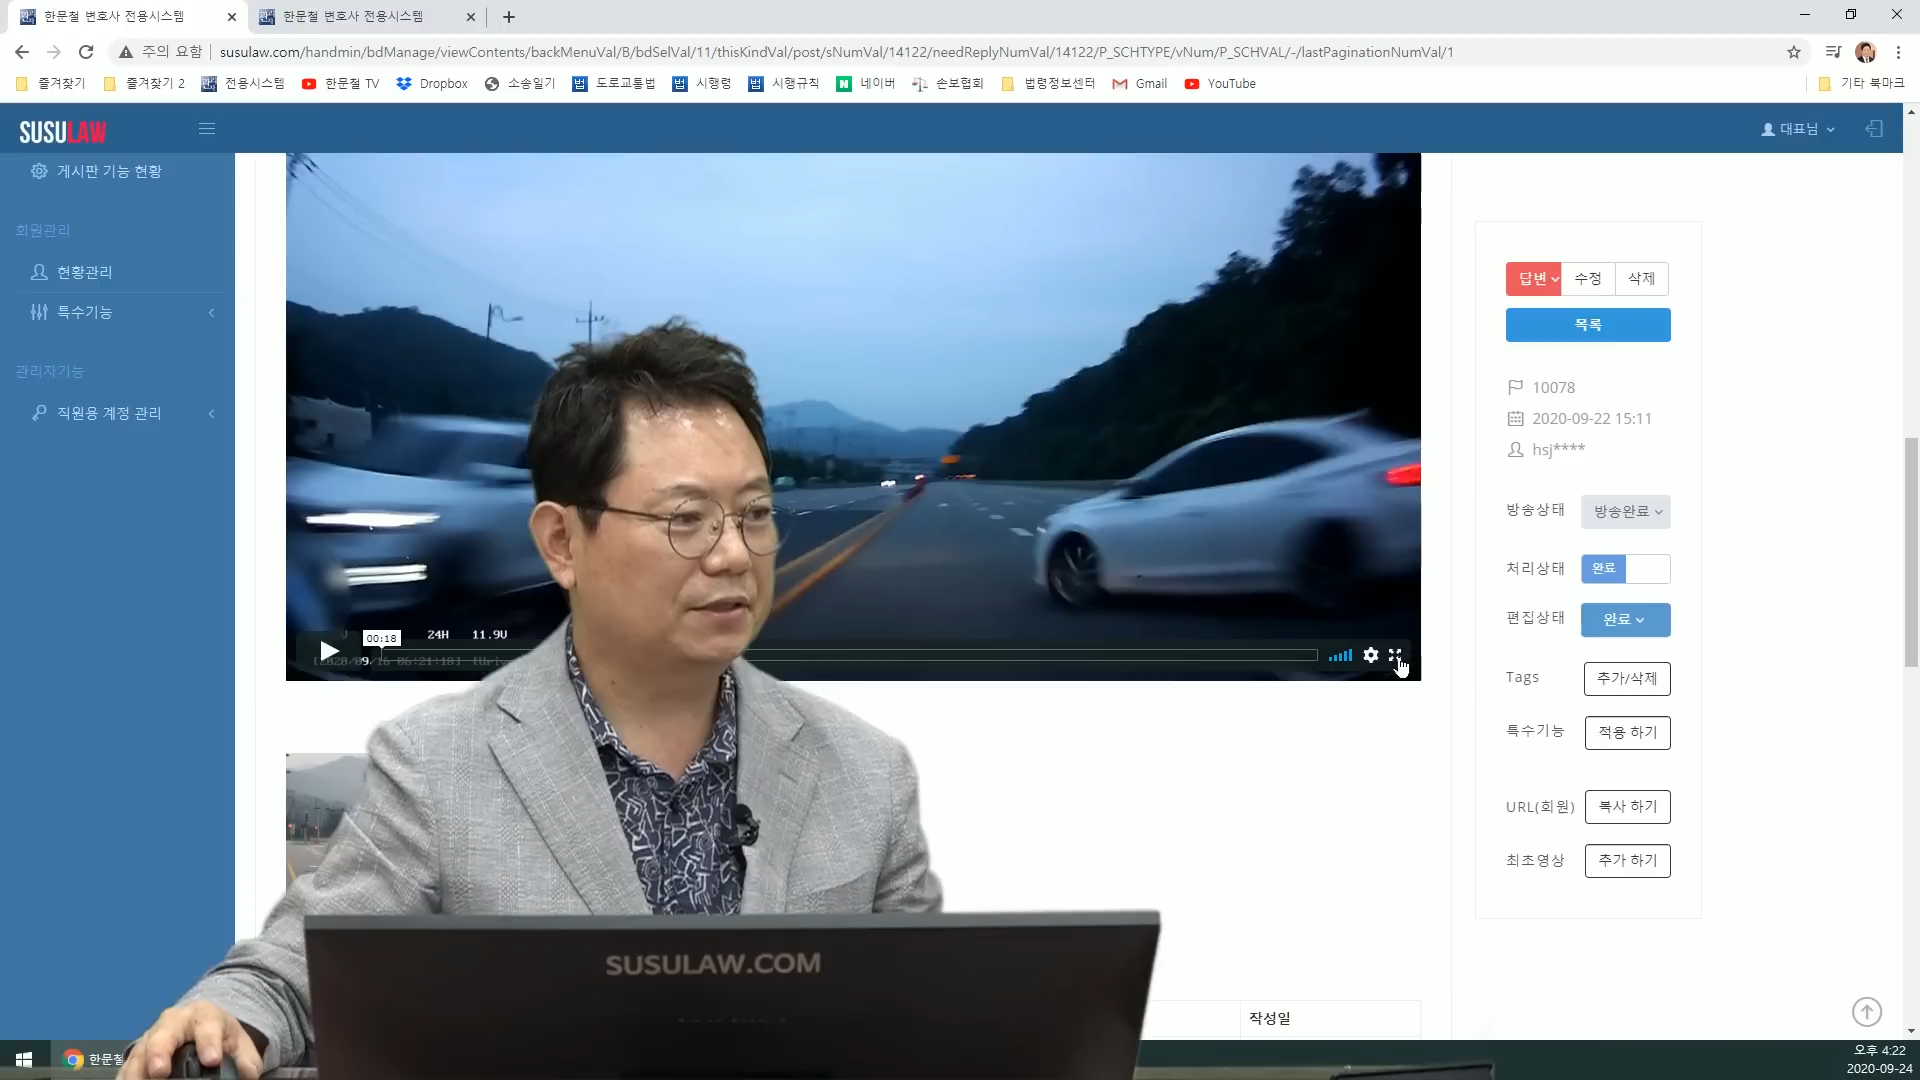 한문철 변호사 전용시스템
한문철 변호사 전용시스템
주의 요함
susulaw.com/handmin/bdManage/viewContents/backMenuVal/B/bdSelVal/11/thisKindVal/post/sNumVal/14122/needReplyNumVal/14122/P_SCHTYPE/vNum/P_SCHVAL/-/lastPaginationNumVal/1
즐겨찾기 즐겨찾기 2 전용시스템 한문철 TV Dropbox 소송일기 법 도로교통법 법 시행령 법 시행규칙 N 네이버 손보협회 법령정보센터 Gmail YouTube 기타 북마크
SUSULAW
대표님
게시판 기능 현황
회원관리
현황관리
특수기능
관리자기능
직원용 계정 관리
답변 수정 삭제
목록
10078
2020-09-22 15:11
hsj****
방송상태 방송완료
처리상태 완료
편집상태 완료
Tags 추가/삭제
특수기능 적용 하기
URL(회원) 복사 하기
최초영상 추가 하기
24H 11.9V
00:18
[2020/09/16 06:21:18]
SUSULAW.COM
작성일
한문철
오후 4:22
2020-09-24